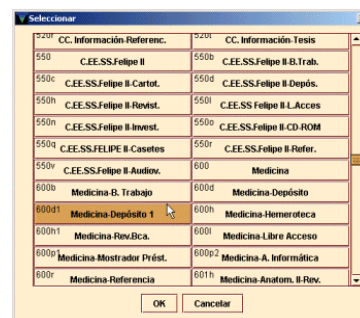 Seleccionar
520r CC. Información-Referenc. CC. Información-Tesis
550 C.EE.SS.Felipe II 550b C.EE.SS.Felipe II-B.Trab.
550c C.EE.SS.Felipe II-Cartot. 550d C.EE.SS.Felipe II-Depós.
550h C.EE.SS.Felipe II-Revist. 550l C.EE.SS Felipe II-L.Acces
550n C.EE.SS.Felipe II-Invest. 550o C.EE.SS.Felipe II-CD-ROM
550q C.EE.SS.FELIPE II-Casetes 550r C.EE.SS.Felipe II-Refer.
550v C.EE.SS.Felipe II-Audiov. 600 Medicina
600b Medicina-B. Trabajo 600d Medicina-Depósito
600d1 Medicina-Depósito 1 600h Medicina-Hemeroteca
600h1 Medicina-Rev.Bca. 600l Medicina-Libre Acceso
600p1 Medicina-Mostrador Prést. 600p2 Medicina-A. Informática
600r Medicina-Referencia 601h Medicina-Anatom. II-Rev.
OK Cancelar